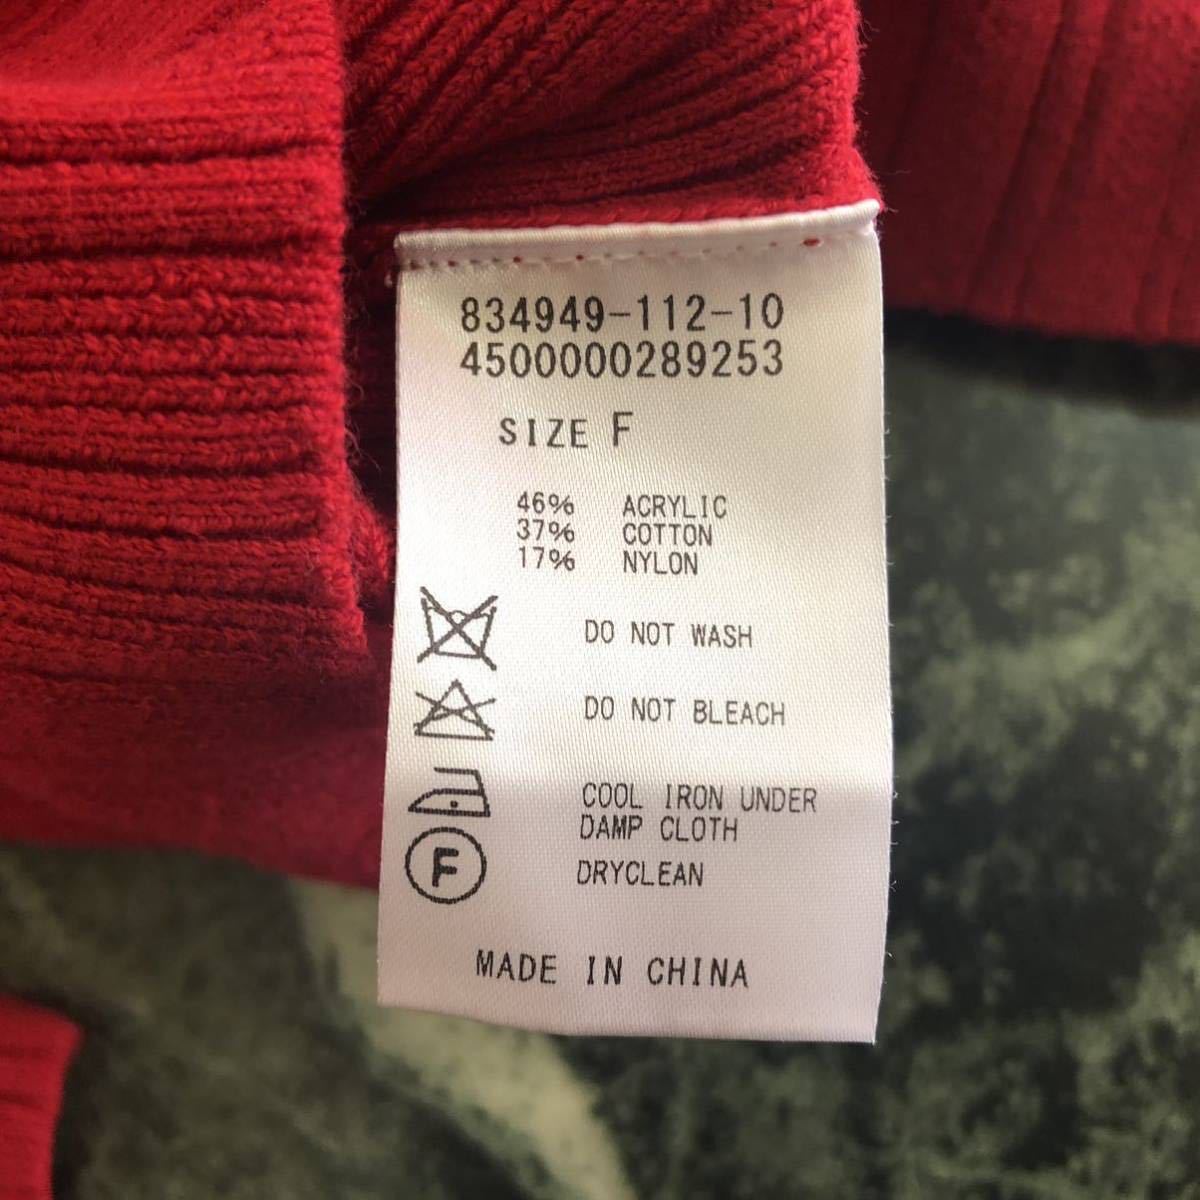 834949-112-10
4500000289253
SIZE F
46% ACRYLIC
37% COTTON
17% NYLON
DO NOT WASH
DO NOT BLEACH
COOL IRON UNDER
DAMP CLOTH
F DRYCLEAN
MADE IN CHINA